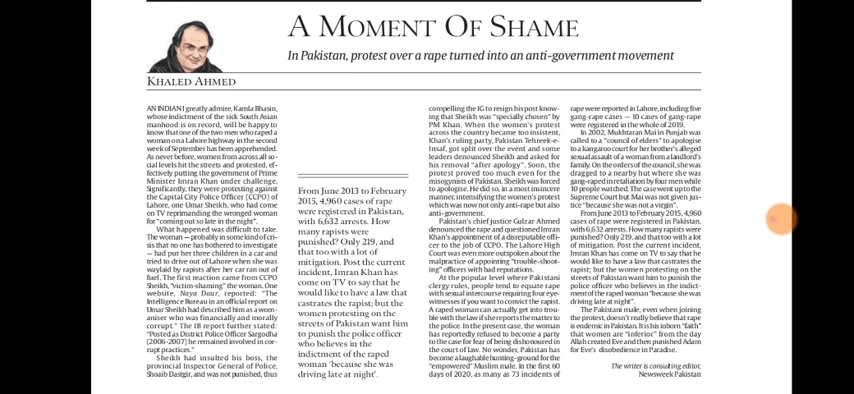 A MOMENT OF SHAME
In Pakistan, protest over a rape turned into an anti-government movement
KHALED AHMED
AN INDIAN I greatly admire, Kamla Bhasin,
whose indictment of the sick South Asian
manhood is on record, will be happy to
know that one of the two men who raped a
woman on a Lahore highway in the second
week of September has been apprehended.
As never before, women from across all so-
cial levels hit the streets and protested, ef-
fectively putting the government of Prime
Minister Imran Khan under challenge.
Significantly, they were protesting against
the Capital City Police Officer (CCPO) of
Lahore, one Umar Sheikh, who had come
on TV reprimanding the wronged woman
for "coming out so late in the night".
What happened was difficult to take.
The woman — probably in some kind of cri-
sis that no one has bothered to investigate
— had put her three children in a car and
tried to drive out of Lahore when she was
waylaid by rapists after her car ran out of
fuel. The first reaction came from CCPO
Sheikh, "victim-shaming" the woman. One
website, Naya Daur, reported: "The
Intelligence Bureau in an official report on
Umar Sheikh had described him as a wom-
aniser who was financially and morally
corrupt." The IB report further stated:
"Posted as District Police Officer Sargodha
(2006-2007) he remained involved in cor-
rupt practices."
Sheikh had insulted his boss, the
provincial Inspector General of Police,
Shoaib Dastgir, and was not punished, thus
From June 2013 to February
2015, 4,960 cases of rape
were registered in Pakistan,
with 6,632 arrests. How
many rapists were
punished? Only 219, and
that too with a lot of
mitigation. Post the current
incident, Imran Khan has
come on TV to say that he
would like to have a law that
castrates the rapist; but the
women protesting on the
streets of Pakistan want him
to punish the police officer
who believes in the
indictment of the raped
woman 'because she was
driving late at night'.
compelling the IG to resign his post know-
ing that Sheikh was "specially chosen" by
PM Khan. When the women's protest
across the country became too insistent,
Khan's ruling party, Pakistan Tehreek-e-
Insaf, got split over the event and some
leaders denounced Sheikh and asked for
his removal "after apology". Soon, the
protest proved too much even for the
misogynists of Pakistan. Sheikh was forced
to apologise. He did so, in a most insincere
manner, intensifying the women's protest
which was now not only anti-rape but also
anti-government.
Pakistan's chief justice Gulzar Ahmed
denounced the rape and questioned Imran
Khan's appointment of a disreputable offi-
cer to the job of CCPO. The Lahore High
Court was even more outspoken about the
malpractice of appointing "trouble-shoot-
ing" officers with bad reputations.
At the popular level where Pakistani
clergy rules, people tend to equate rape
with sexual intercourse requiring four eye-
witnesses if you want to convict the rapist.
A raped woman can actually get into trou-
ble with the law if she reports the matter to
the police. In the present case, the woman
has reportedly refused to become a party
to the case for fear of being dishonoured in
the court of law. No wonder, Pakistan has
become a laughable hunting-ground for the
"empowered" Muslim male. In the first 60
days of 2020, as many as 73 incidents of
rape were reported in Lahore, including five
gang-rape cases — 10 cases of gang-rape
were registered in the whole of 2019.
In 2002, Mukhtaran Mai in Punjab was
called to a "council of elders" to apologise
to a kangaroo court for her brother's alleged
sexual assault of a woman from a landlord's
family. On the orders of the council, she was
dragged to a nearby hut where she was
gang-raped in retaliation by four men while
10 people watched. The case went up to the
Supreme Court but Mai was not given jus-
tice "because she was not a virgin".
From June 2013 to February 2015, 4,960
cases of rape were registered in Pakistan,
with 6,632 arrests. How many rapists were
punished? Only 219, and that too with a lot
of mitigation. Post the current incident,
Imran Khan has come on TV to say that he
would like to have a law that castrates the
rapist; but the women protesting on the
streets of Pakistan want him to punish the
police officer who believes in the indict-
ment of the raped woman "because she was
driving late at night".
The Pakistani male, even when joining
the protest, doesn't really believe that rape
is endemic in Pakistan. It is his inborn "faith"
that women are "inferior" from the day
Allah created Eve and then punished Adam
for Eve's disobedience in Paradise.
The writer is consulting editor,
Newsweek Pakistan